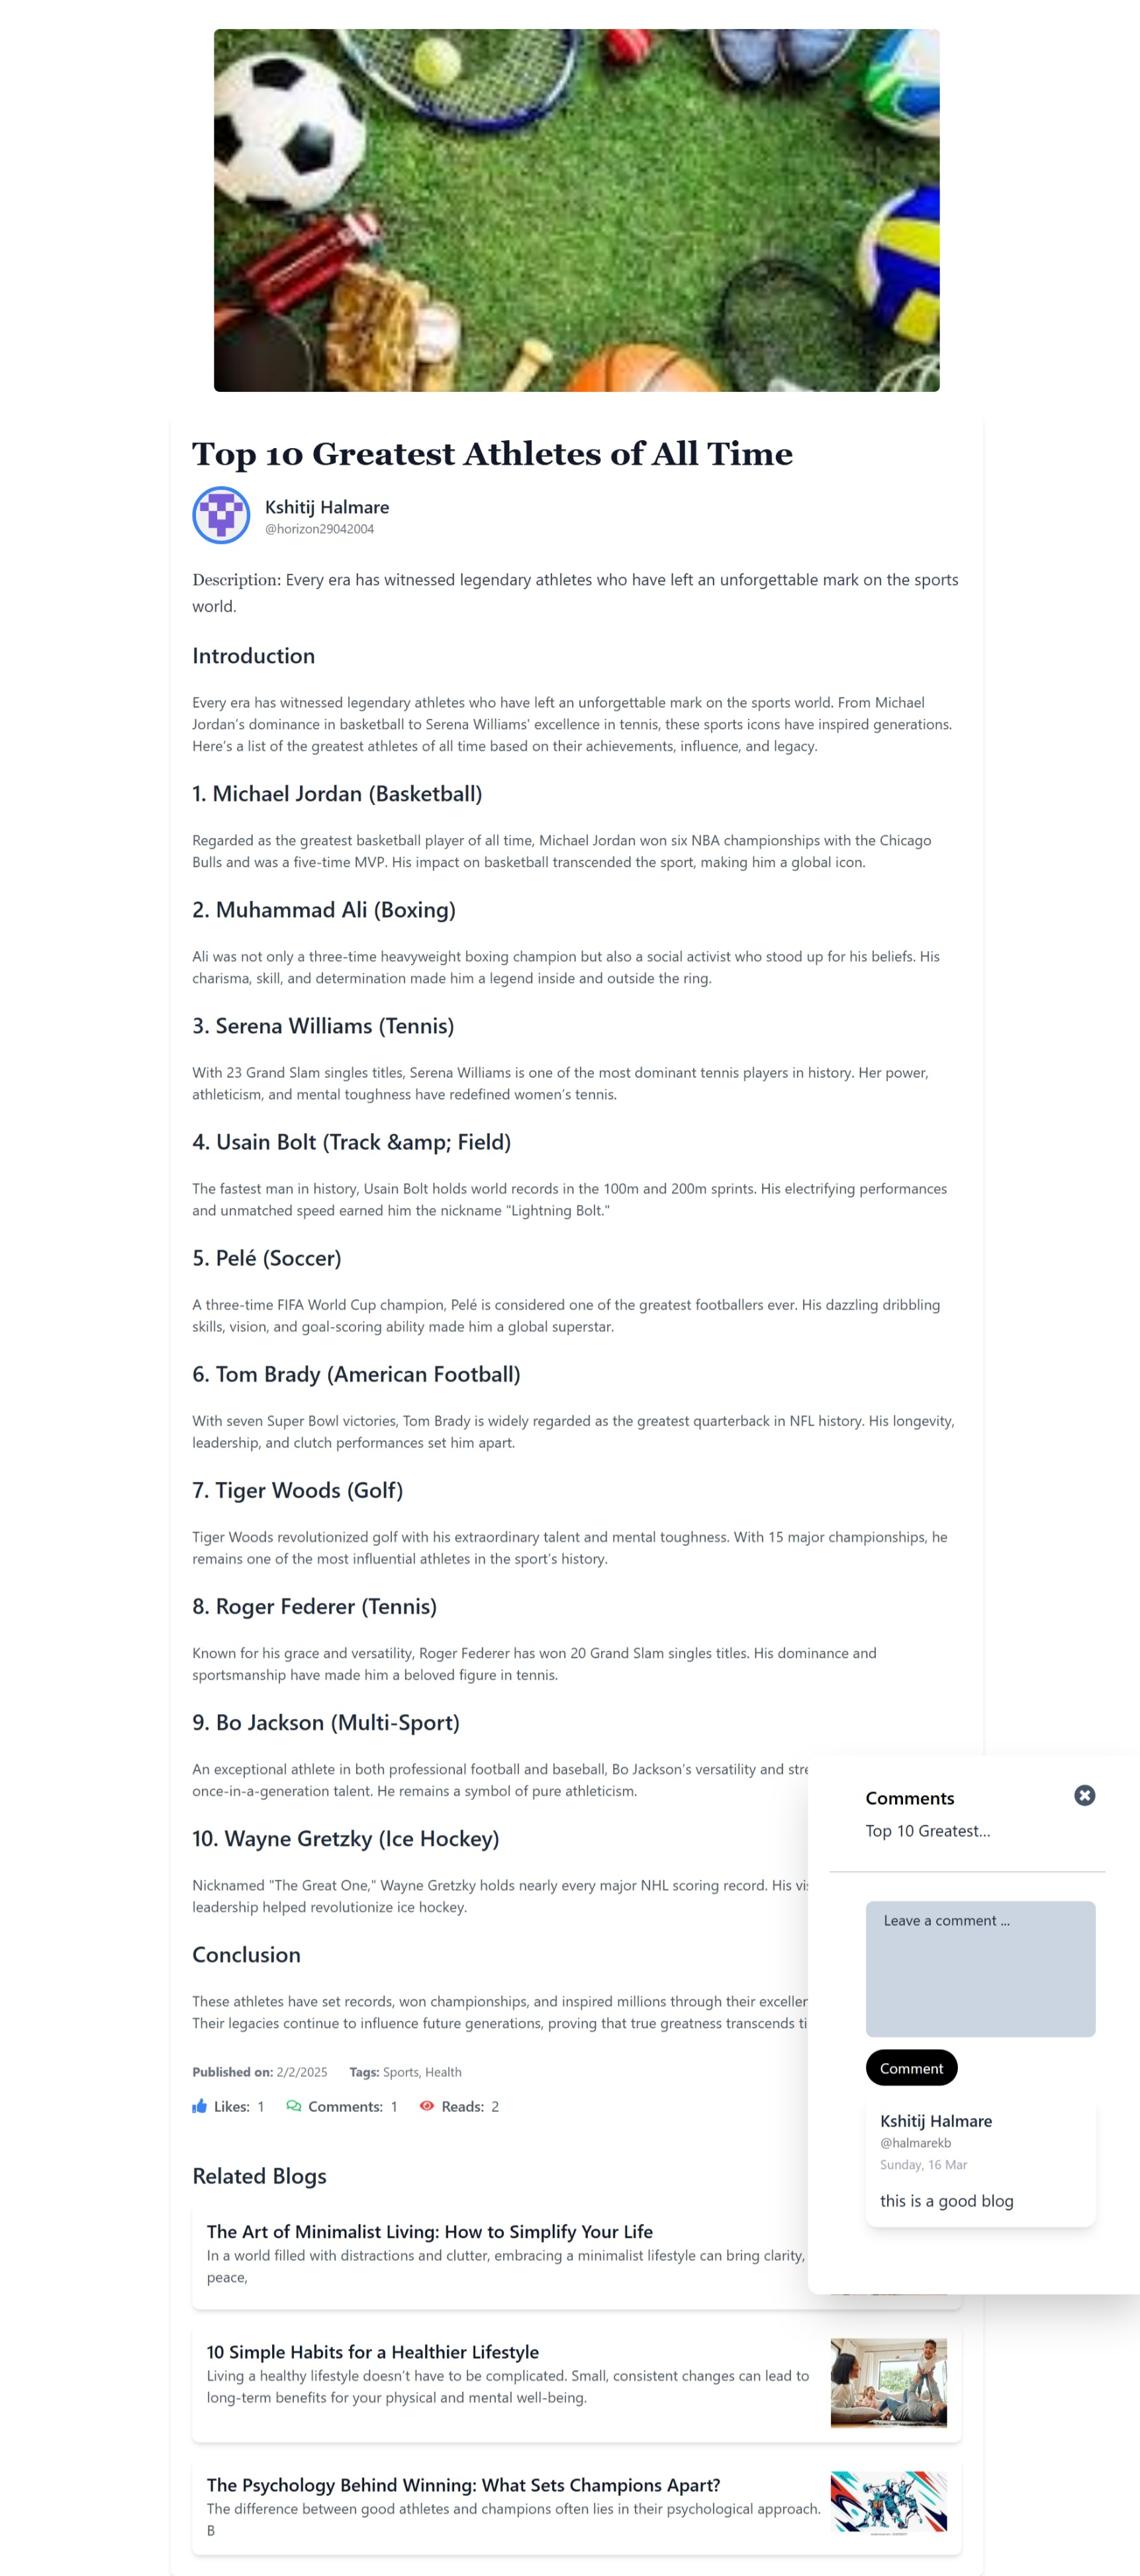 Top 10 Greatest Athletes of All Time
Kshitij Halmare
@horizon29042004
Description: Every era has witnessed legendary athletes who have left an unforgettable mark on the sports
world.
Introduction
Every era has witnessed legendary athletes who have left an unforgettable mark on the sports world. From Michael
Jordan's dominance in basketball to Serena Williams' excellence in tennis, these sports icons have inspired generations.
Here's a list of the greatest athletes of all time based on their achievements, influence, and legacy.
1. Michael Jordan (Basketball)
Regarded as the greatest basketball player of all time, Michael Jordan won six NBA championships with the Chicago
Bulls and was a five-time MVP. His impact on basketball transcended the sport, making him a global icon.
2. Muhammad Ali (Boxing)
Ali was not only a three-time heavyweight boxing champion but also a social activist who stood up for his beliefs. His
charisma, skill, and determination made him a legend inside and outside the ring.
3. Serena Williams (Tennis)
With 23 Grand Slam singles titles, Serena Williams is one of the most dominant tennis players in history. Her power,
athleticism, and mental toughness have redefined women's tennis.
4. Usain Bolt (Track &amp; Field)
The fastest man in history, Usain Bolt holds world records in the 100m and 200m sprints. His electrifying performances
and unmatched speed earned him the nickname "Lightning Bolt."
5. Pelé (Soccer)
A three-time FIFA World Cup champion, Pelé is considered one of the greatest footballers ever. His dazzling dribbling
skills, vision, and goal-scoring ability made him a global superstar.
6. Tom Brady (American Football)
With seven Super Bowl victories, Tom Brady is widely regarded as the greatest quarterback in NFL history. His longevity,
leadership, and clutch performances set him apart.
7. Tiger Woods (Golf)
Tiger Woods revolutionized golf with his extraordinary talent and mental toughness. With 15 major championships, he
remains one of the most influential athletes in the sport's history.
8. Roger Federer (Tennis)
Known for his grace and versatility, Roger Federer has won 20 Grand Slam singles titles. His dominance and
sportsmanship have made him a beloved figure in tennis.
9. Bo Jackson (Multi-Sport)
An exceptional athlete in both professional football and baseball, Bo Jackson's versatility and
once-in-a-generation talent. He remains a symbol of pure athleticism.
10. Wayne Gretzky (Ice Hockey)
Nicknamed "The Great One," Wayne Gretzky holds nearly every major NHL scoring record. His
leadership helped revolutionize ice hockey.
Conclusion
These athletes have set records, won championships, and inspired millions through their
Their legacies continue to influence future generations, proving that true greatness transcends
Published on: 2/2/2025 Tags: Sports, Health
Likes: 1 Comments: 1 Reads: 2
Related Blogs
The Art of Minimalist Living: How to Simplify Your Life
In a world filled with distractions and clutter, embracing a minimalist lifestyle can bring clarity,
peace,
10 Simple Habits for a Healthier Lifestyle
Living a healthy lifestyle doesn't have to be complicated. Small, consistent changes can lead to
long-term benefits for your physical and mental well-being.
The Psychology Behind Winning: What Sets Champions Apart?
The difference between good athletes and champions often lies in their psychological approach.
B
Comments
Top 10 Greatest...
Leave a comment ...
Comment
Kshitij Halmare
@halmarekb
Sunday, 16 Mar
this is a good blog